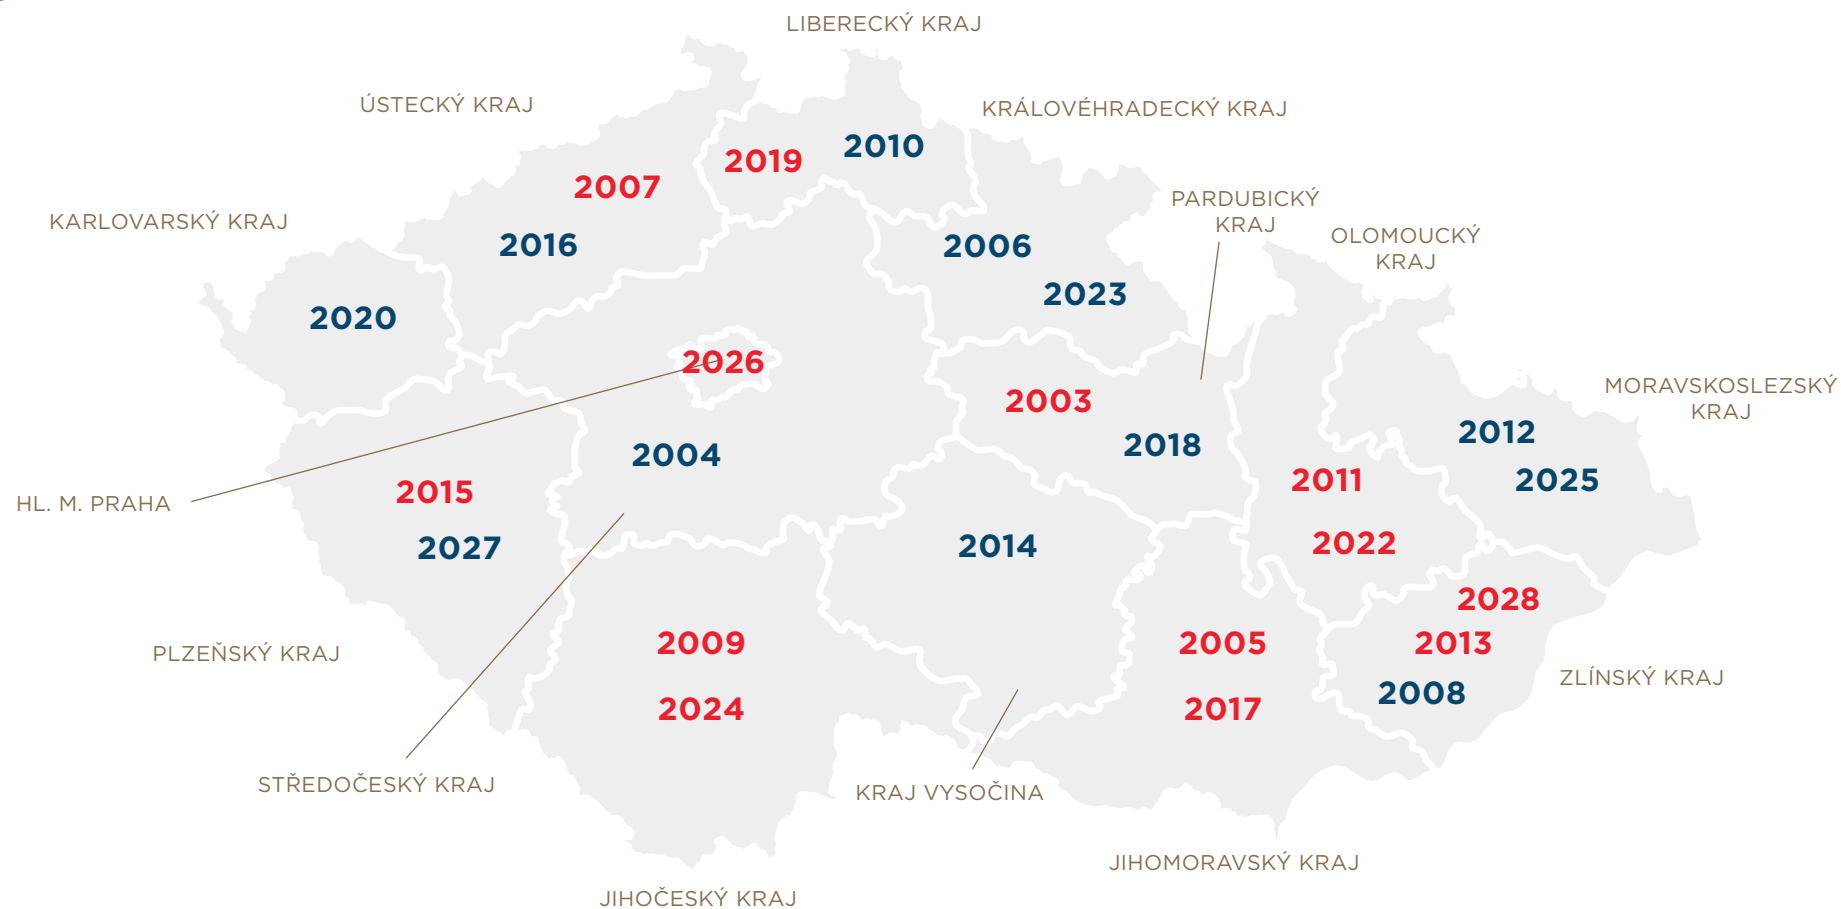 LIBERECKÝ KRAJ
ÚSTECKÝ KRAJ
KRÁLOVÉHRADECKÝ KRAJ
2010
2019
2007
PARDUBICKÝ
KRAJ
KARLOVARSKÝ KRAJ
OLOMOUCKÝ
KRAJ
2016
2006
2023
2020
2026
MORAVSKOSLEZSKÝ
KRAJ
2003
2012
2018
2004
2011
2025
2015
HL. M. PRAHA
2022
2014
2027
2028
2009
2005
2013
PLZEŇSKÝ KRAJ
ZLÍNSKÝ KRAJ
2008
2024
2017
STŘEDOČESKÝ KRAJ
KRAJ VYSOČINA
JIHOMORAVSKÝ KRAJ
JIHOČESKÝ KRAJ